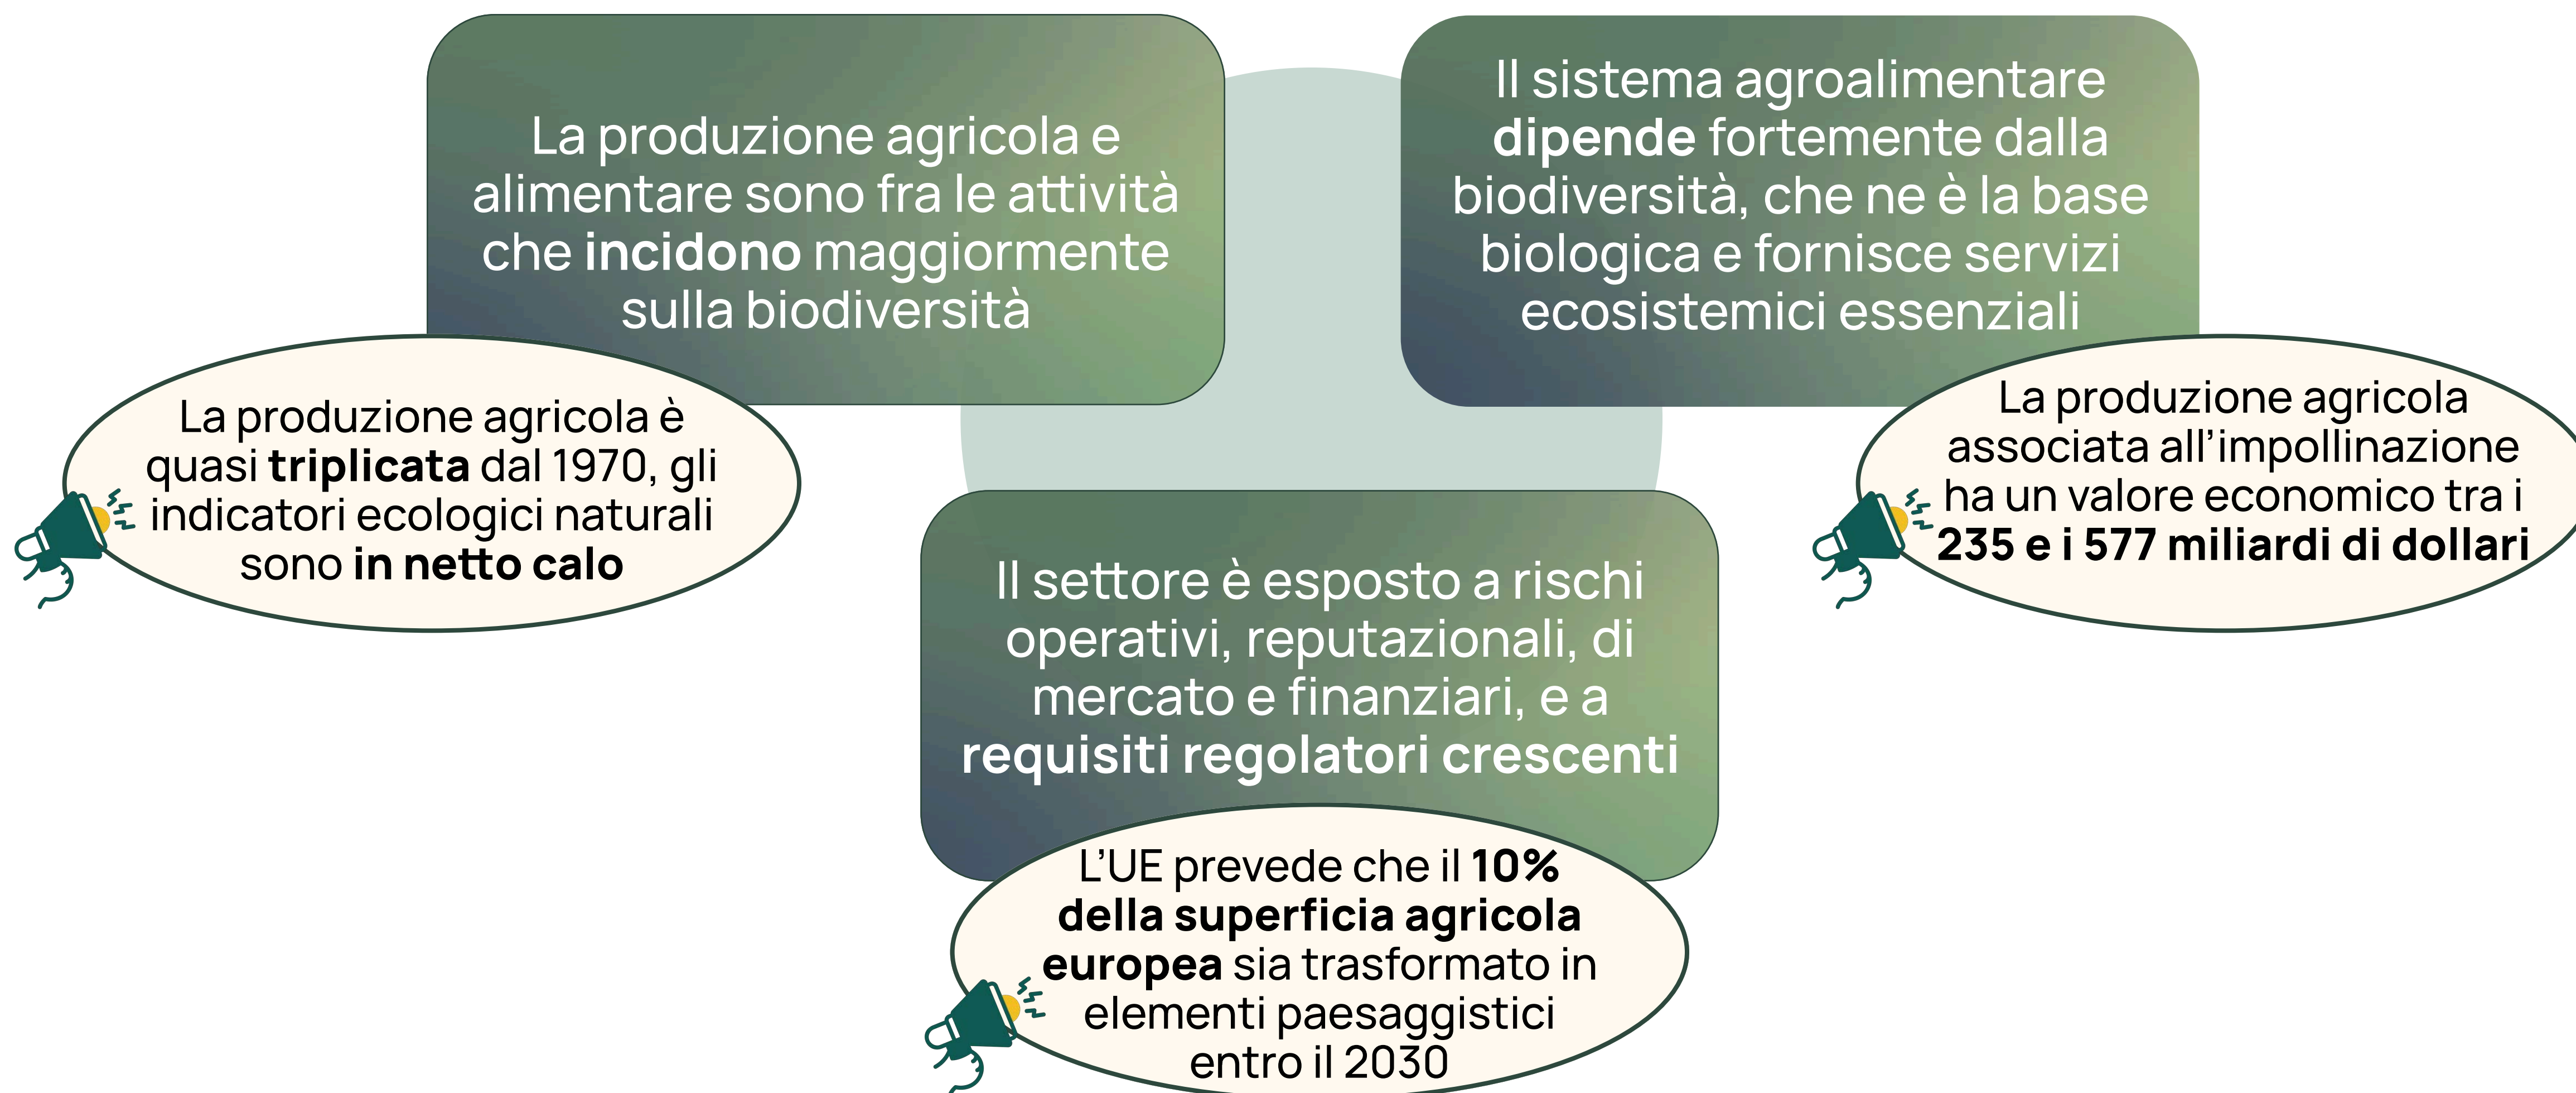 La produzione agricola e
alimentare sono fra le attività
che incidono maggiormente
sulla biodiversità
La produzione agricola è
quasi triplicata dal 1970, gli
indicatori ecologici naturali
sono in netto calo
Il sistema agroalimentare
dipende fortemente dalla
biodiversità, che ne è la base
biologica e fornisce servizi
ecosistemici essenziali
La produzione agricola
associata all’impollinazione
ha un valore economico tra i
235 e i 577 miliardi di dollari
Il settore è esposto a rischi
operativi, reputazionali, di
mercato e finanziari, e a
requisiti regolatori crescenti
L’UE prevede che il 10%
della superficia agricola
europea sia trasformato in
elementi paesaggistici
entro il 2030